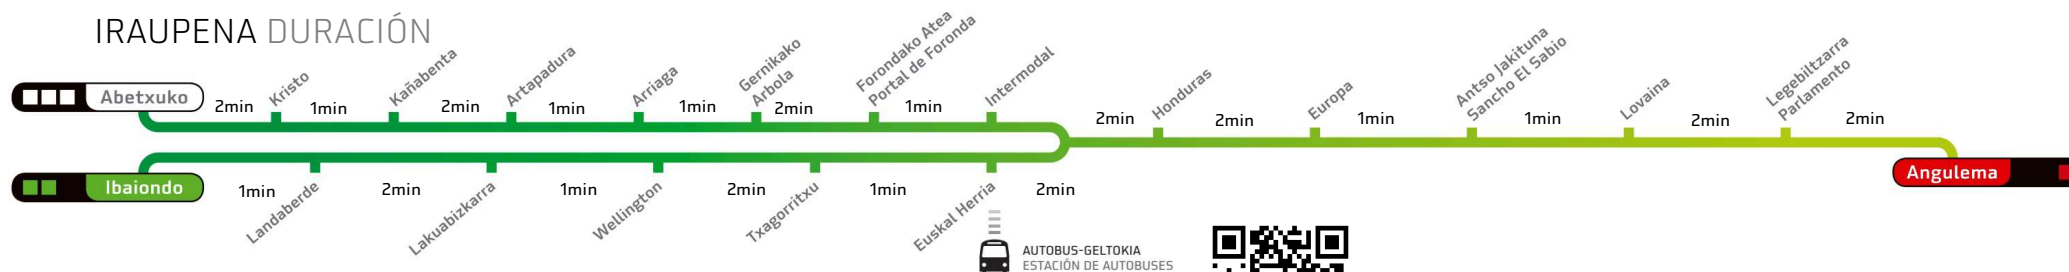 IRAUPENA DURACIÓN
Abetxuko
2min
Kristo
1min
Kañabenta
2min
Artapadura
1min
Arriaga
1min
Gernikako
Arbola
2min
Forondako Atea
Portal de Foronda
1min
Intermodal
2min
Honduras
2min
Europa
1min
Antso Jakituna
Sancho El Sabio
1min
Lovaina
2min
Legebiltzarra
Parlamento
2min
Angulema
Ibaiondo
1min
Landaberde
2min
Lakuabizkarra
1min
Wellington
2min
Txagorritxu
1min
Euskal Herria
2min
AUTOBUS-GELTOKIA
ESTACIÓN DE AUTOBUSES